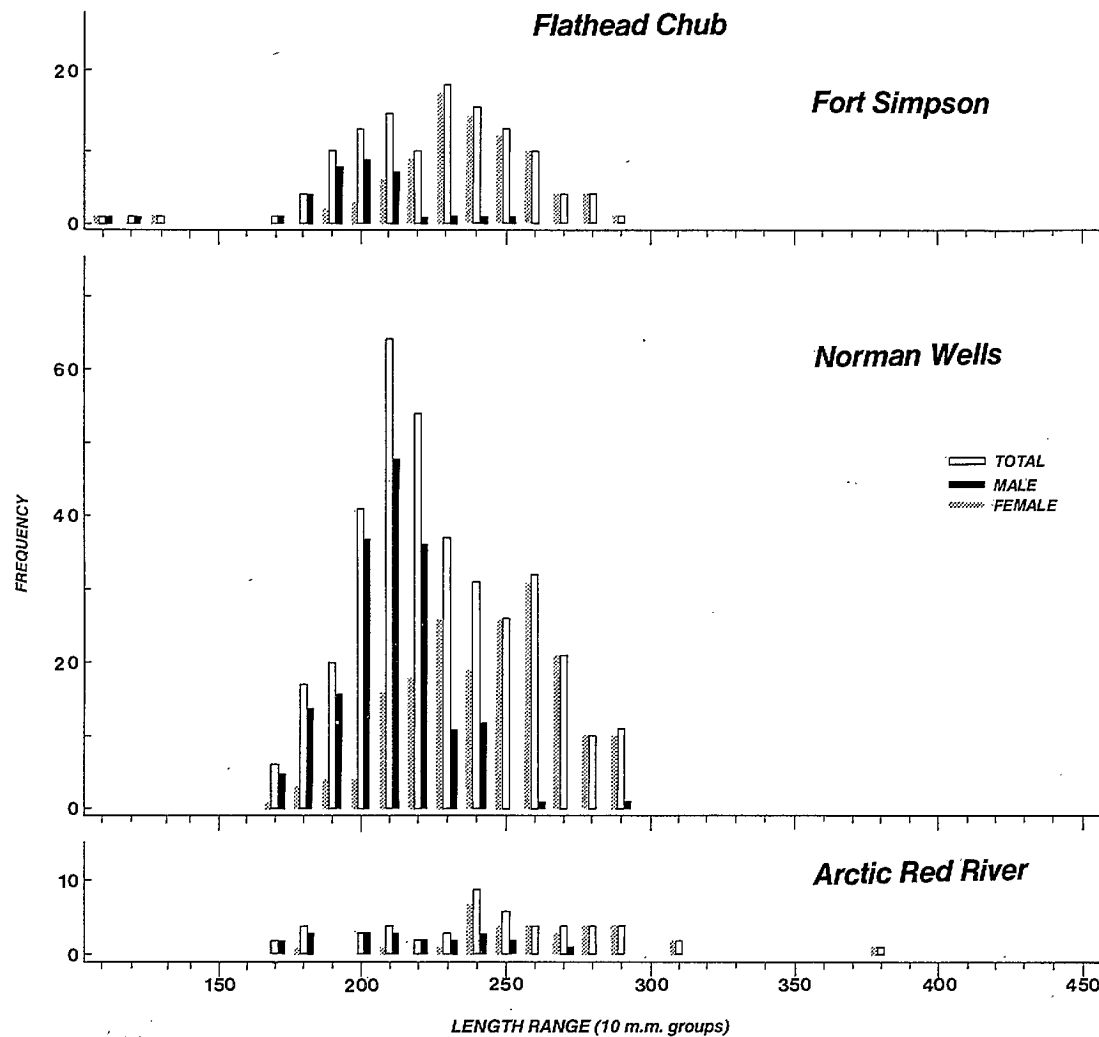 Flathead Chub
Fort Simpson
20
0
Norman Wells
60
40
20
0
TOTAL
MALE
FEMALE
FREQUENCY
Arctic Red River
10
0
150 200 250 300 350 400 450
LENGTH RANGE (10 m.m. groups)